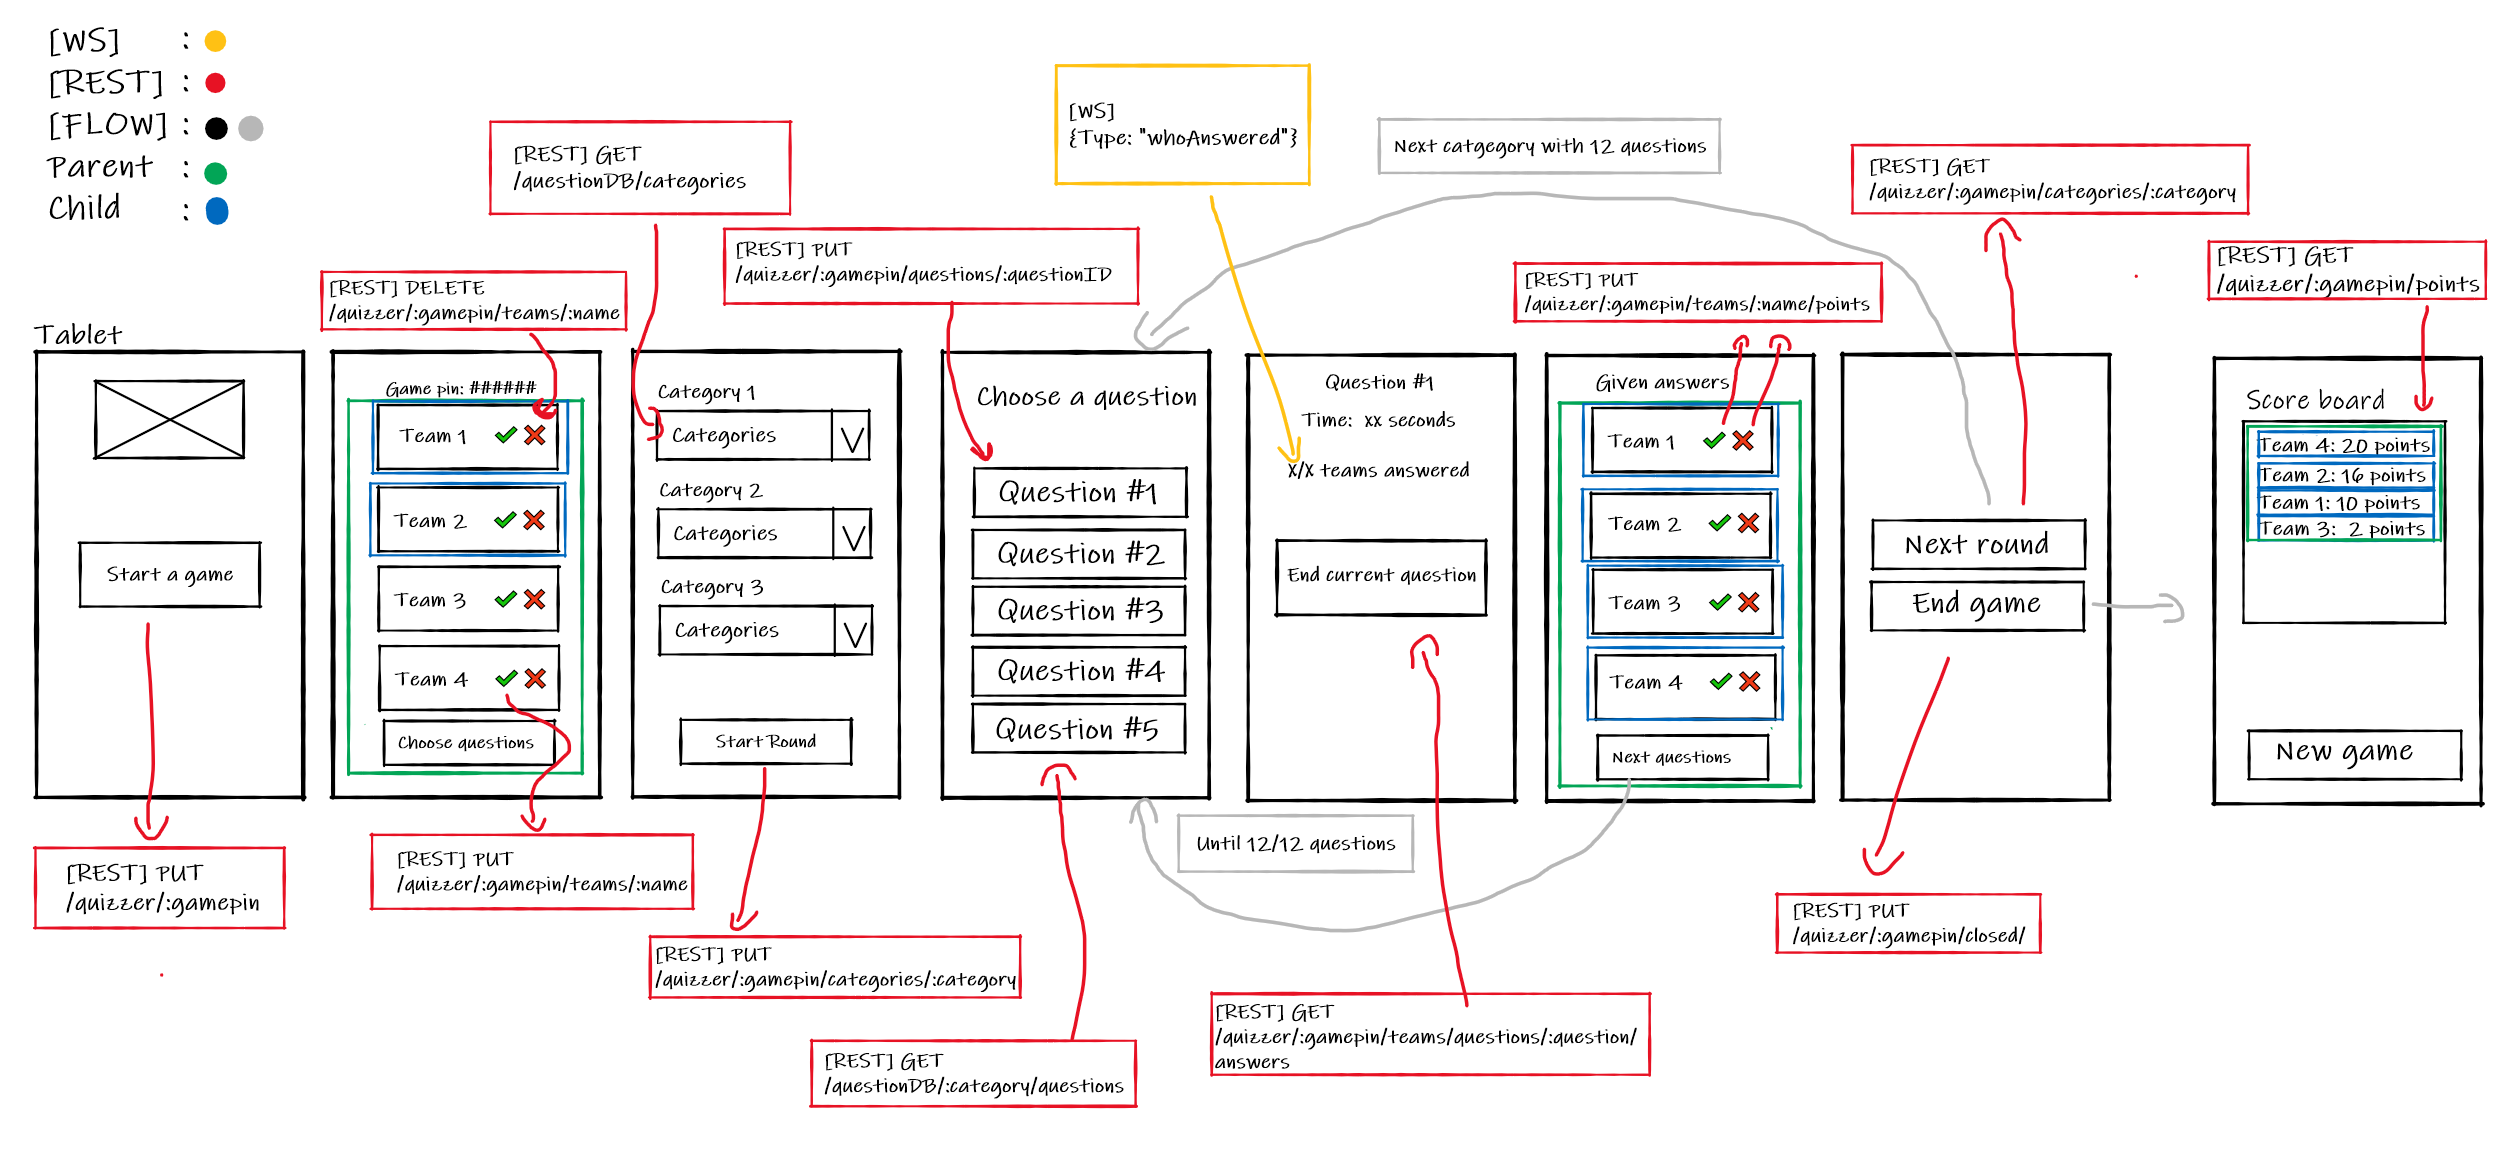 [WS] :
[REST] :
[FLOW] :
Parent :
Child :
[REST] GET
/questionDB/categories
[WS]
{Type: "whoAnswered"}
Next catgegory with 12 questions
[REST] GET
/quizzer/:gamepin/categories/:category
[REST] PUT
/quizzer/:gamepin/questions/:questionID
[REST] DELETE
/quizzer/:gamepin/teams/:name
[REST] PUT
/quizzer/:gamepin/teams/:name/points
[REST] GET
/quizzer/:gamepin/points
Tablet
Start a game
[REST] PUT
/quizzer/:gamepin
Game pin: ######
Team 1
Team 2
Team 3
Team 4
Choose questions
[REST] PUT
/quizzer/:gamepin/teams/:name
Category 1
Categories
Category 2
Categories
Category 3
Categories
Start Round
[REST] PUT
/quizzer/:gamepin/categories/:category
Choose a question
Question #1
Question #2
Question #3
Question #4
Question #5
[REST] GET
/questionDB/:category/questions
Question #1
Time: xx seconds
X/X teams answered
End current question
Until 12/12 questions
[REST] GET
/quizzer/:gamepin/teams/questions/:question/
answers
Given answers
Team 1
Team 2
Team 3
Team 4
Next questions
Next round
End game
[REST] PUT
/quizzer/:gamepin/closed/
Score board
Team 4: 20 points
Team 2: 16 points
Team 1: 10 points
Team 3: 2 points
New game